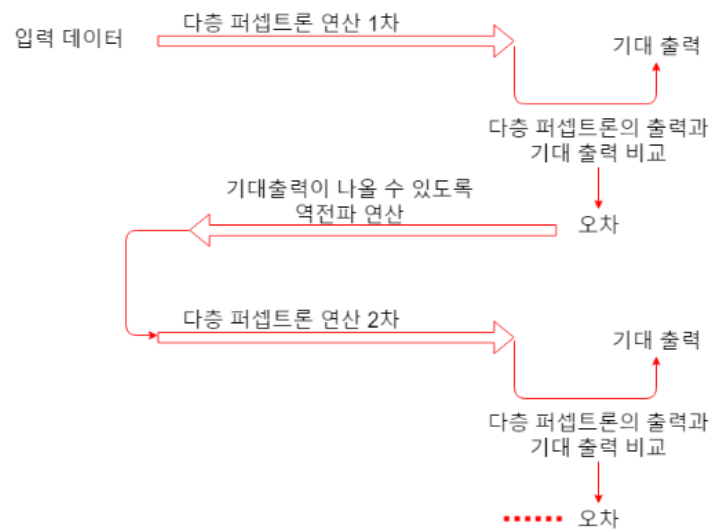 다층 퍼셉트론 연산 1차
입력 데이터
기대 출력
다층 퍼셉트론의 출력과
기대 출력 비교
기대출력이 나올 수 있도록
역전파 연산
오차
다층 퍼셉트론 연산 2차
기대 출력
다층 퍼셉트론의 출력과
기대 출력 비교
오차